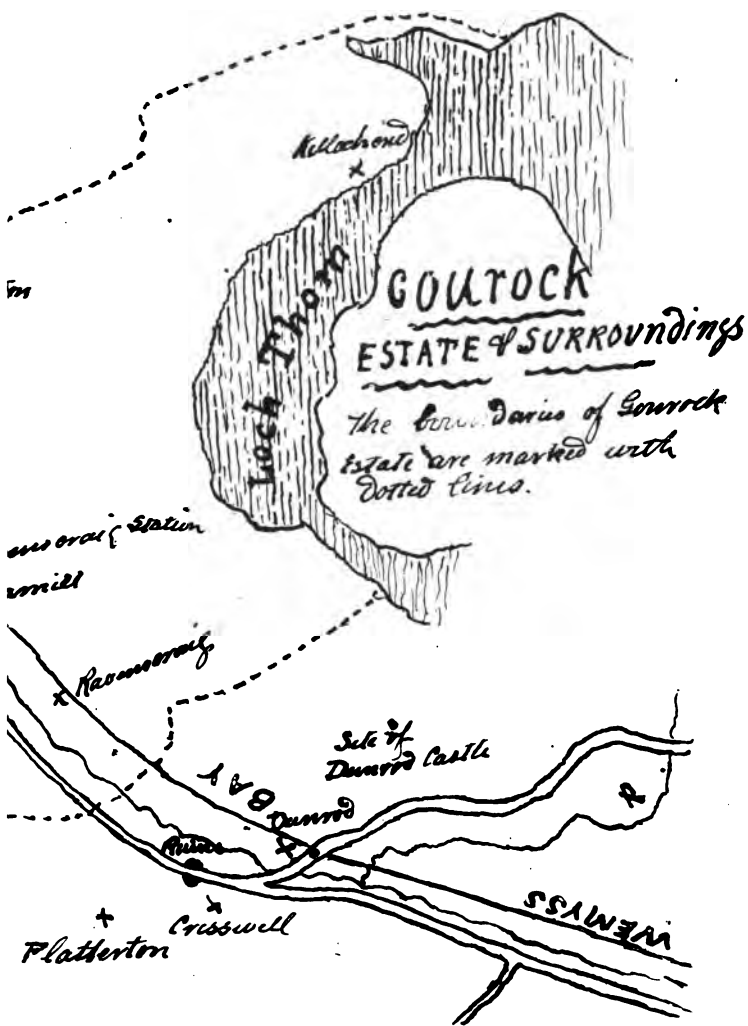 Killochend
Loch Thom
GOUROCK
ESTATE & SURROUNDINGS
The boundaries of Gourock
Estate are marked with
Dotted lines.
Station
Ravenscraig
Site of
Dunrod Castle
BAY
Dunrod
R
Ruins
WEMYSS
Crisswell
Flatterton